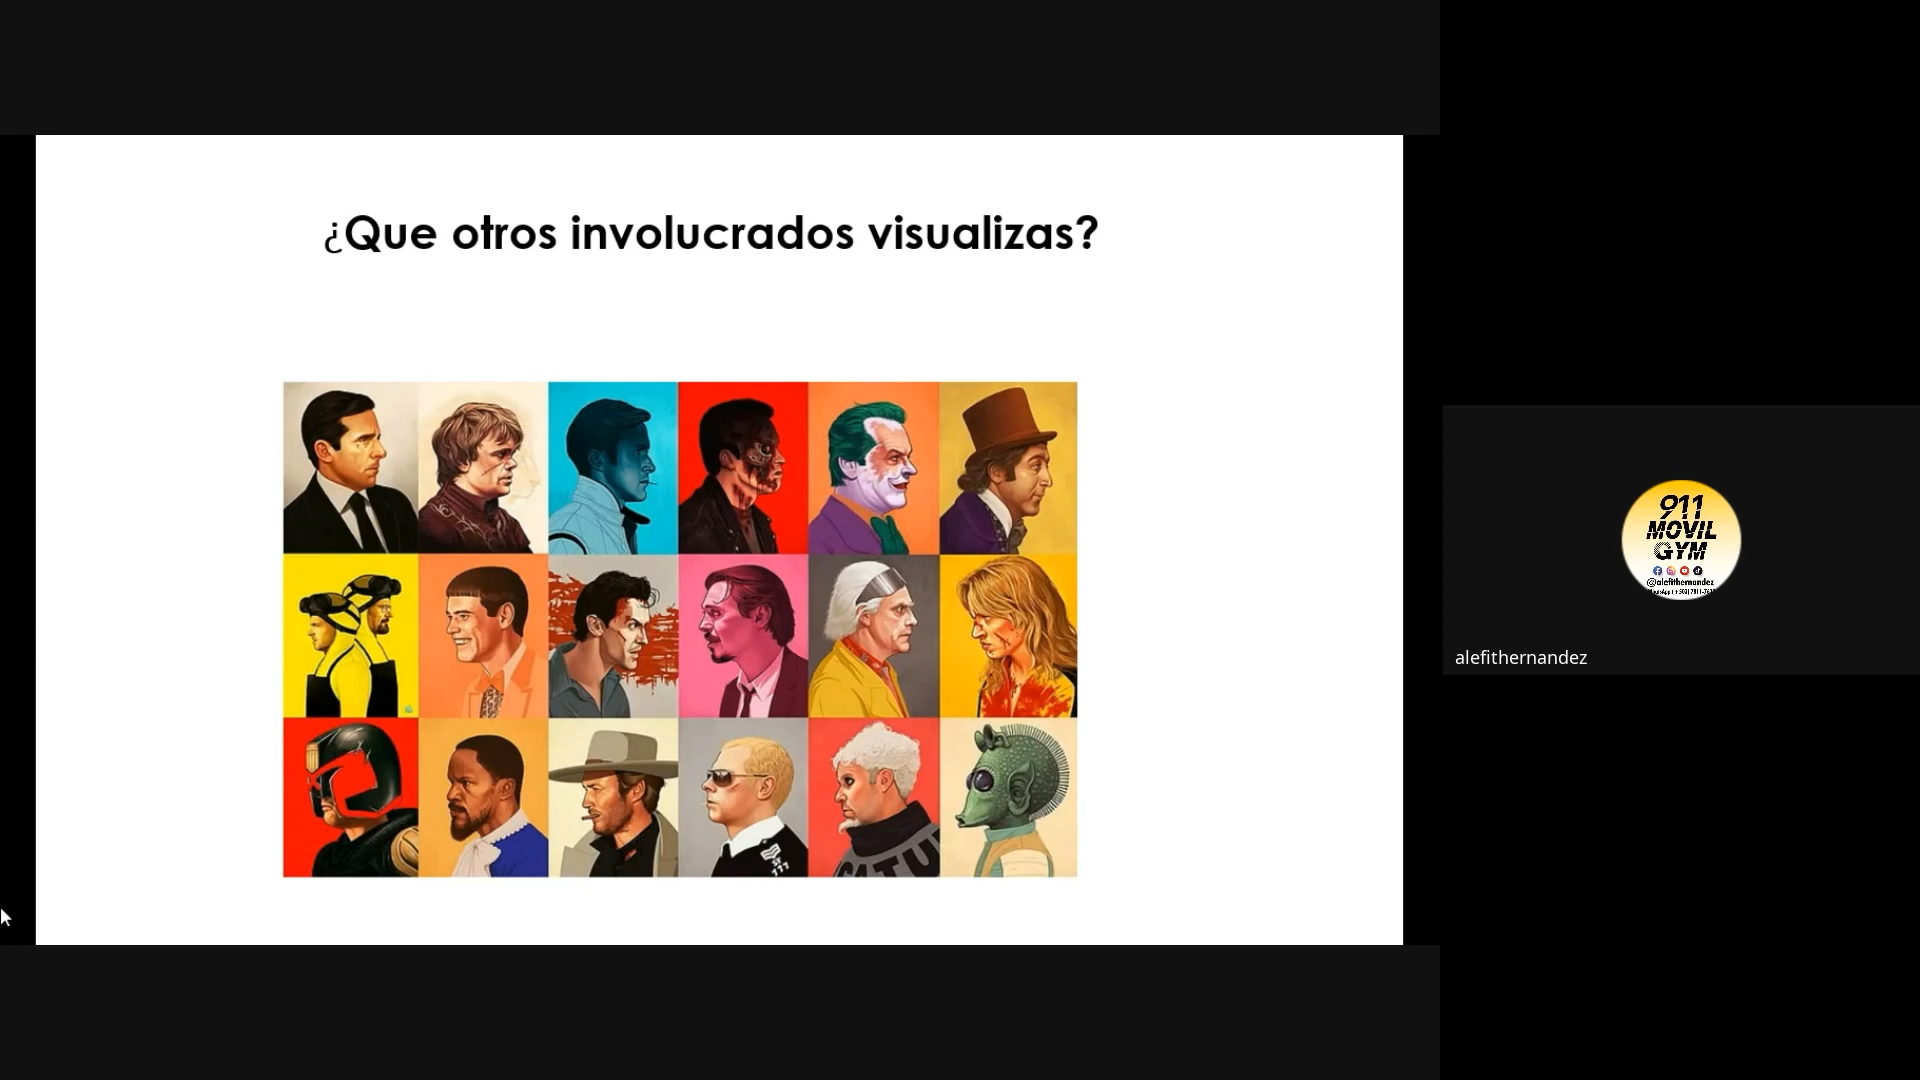 ¿Que otros involucrados visualizas?
911
MOVIL
GYM
@alefithernandez
alefithernandez